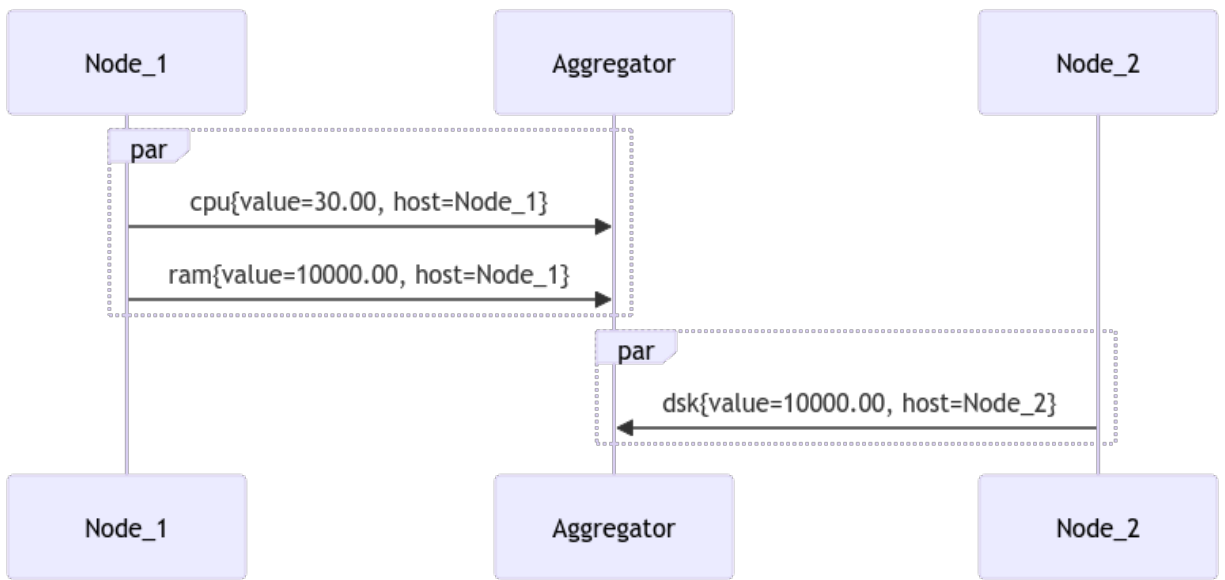 Node_1
Aggregator
Node_2
par
cpu{value=30.00, host=Node_1}
ram{value=10000.00, host=Node_1}
par
dsk{value=10000.00, host=Node_2}
Node_1
Aggregator
Node_2